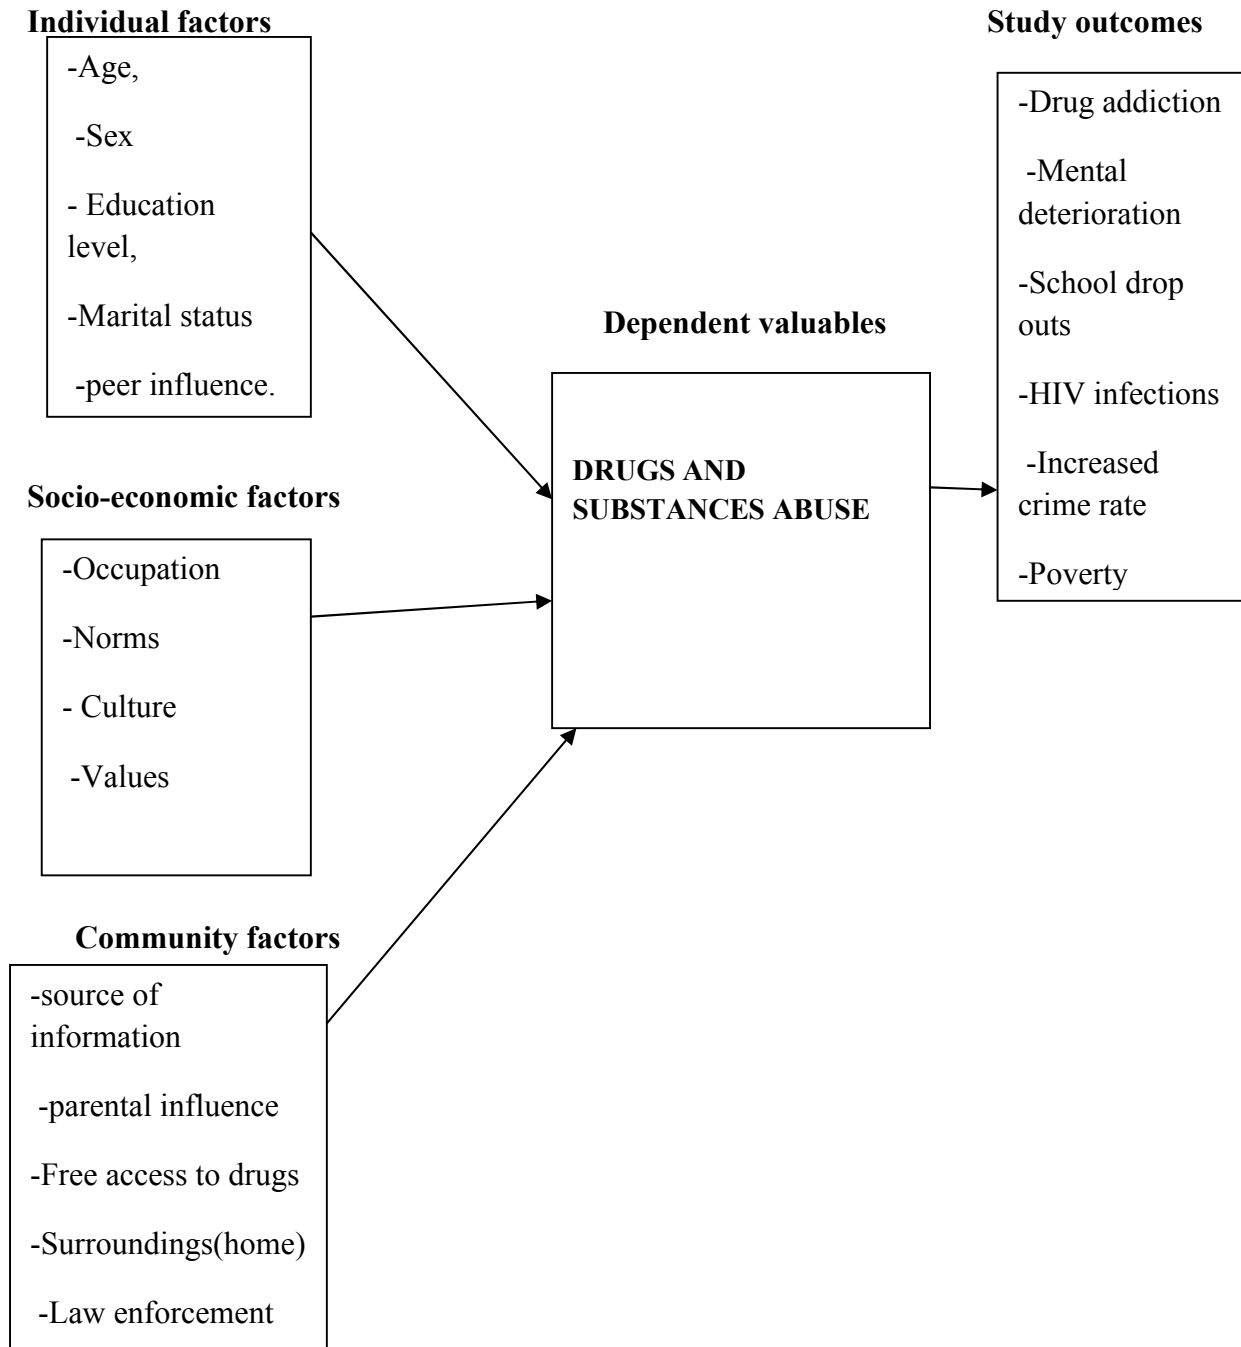 Individual factors
-Age,
-Sex
- Education
level,
-Marital status
-peer influence.
Socio-economic factors
-Occupation
-Norms
- Culture
-Values
Community factors
-source of
information
-parental influence
-Free access to drugs
-Surroundings(home)
-Law enforcement
Dependent valuables
DRUGS AND
SUBSTANCES ABUSE
Study outcomes
-Drug addiction
-Mental
deterioration
-School drop
outs
-HIV infections
-Increased
crime rate
-Poverty